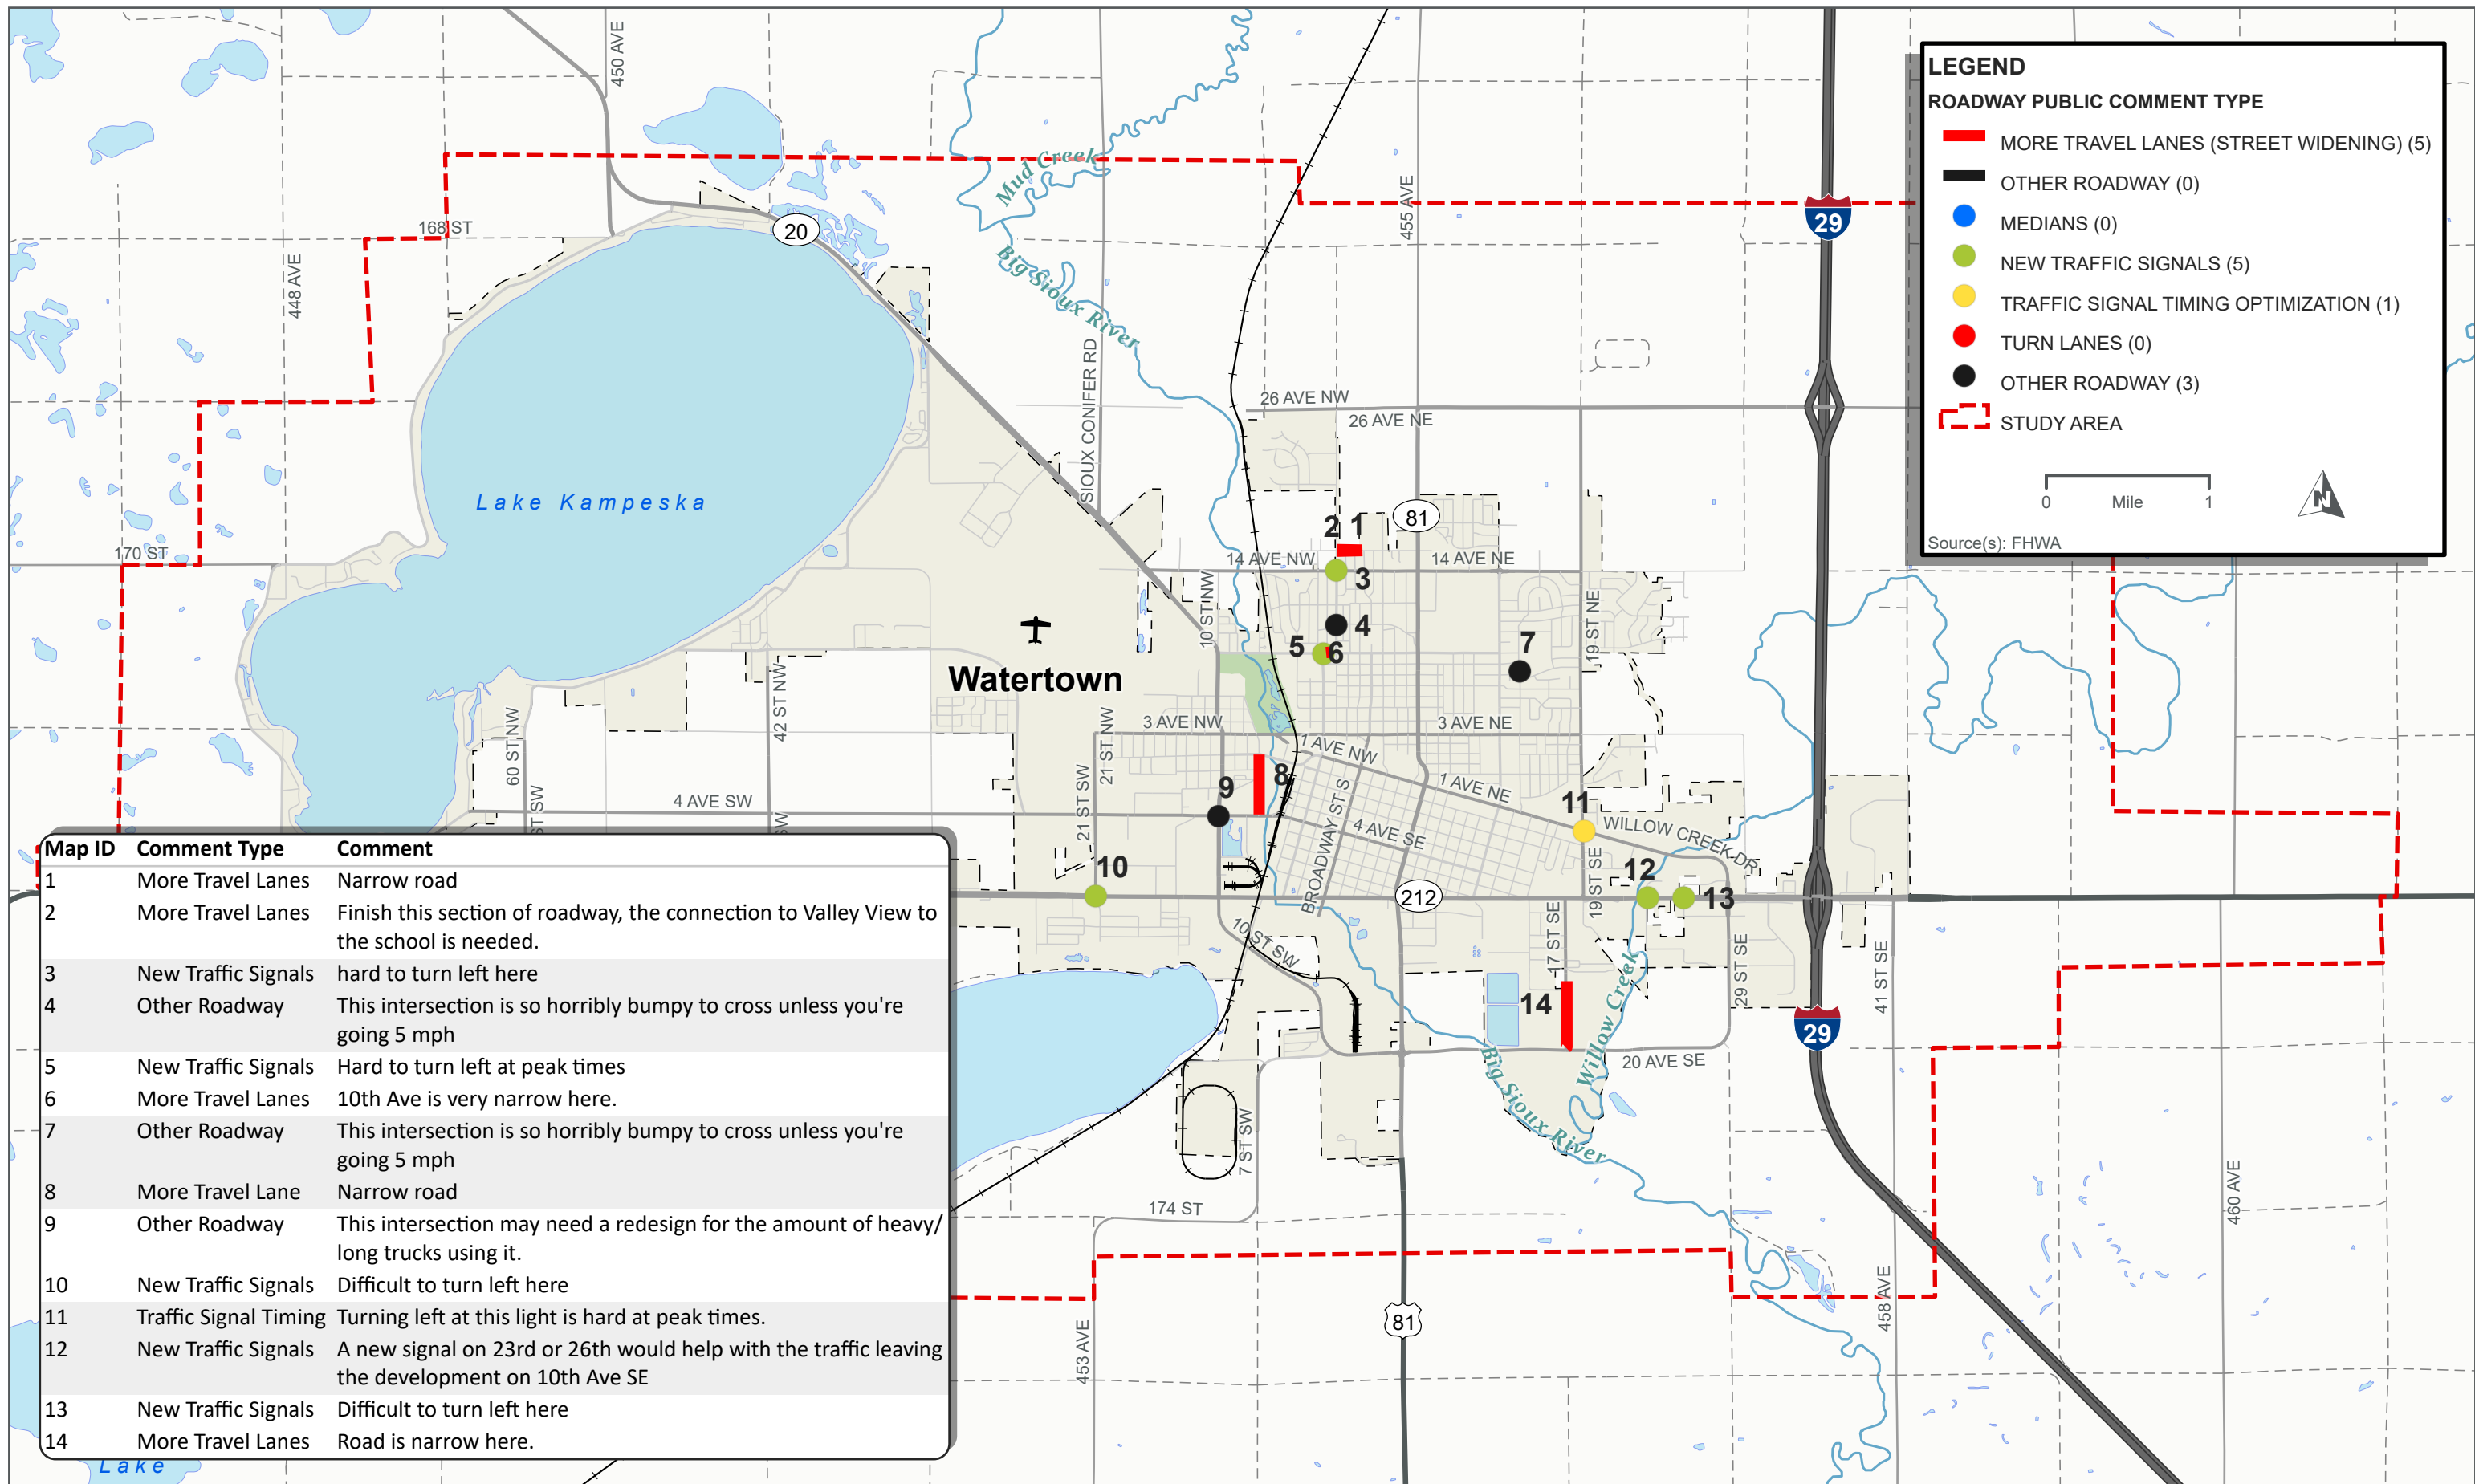 450 AVE
LEGEND
ROADWAY PUBLIC COMMENT TYPE
MORE TRAVEL LANES (STREET WIDENING) (5)
OTHER ROADWAY (0)
MEDIANS (0)
NEW TRAFFIC SIGNALS (5)
TRAFFIC SIGNAL TIMING OPTIMIZATION (1)
TURN LANES (0)
OTHER ROADWAY (3)
STUDY AREA
0 Mile 1
N
Source(s): FHWA
Mud Creek
455 AVE
29
168 ST
20
448 AVE
Big Sioux River
SIOUX CONIFER RD
26 AVE NW
26 AVE NE
Lake Kampeska
81
2 1
170 ST
14 AVE NW
14 AVE NE
3
10 ST NW
19 ST NE
4
5
6
7
Watertown
42 ST NW
21 ST NW
3 AVE NW
3 AVE NE
60 ST NW
1 AVE NW
8
9
1 AVE NE
ST SW
4 AVE SW
21 ST SW
BROADWAY ST S
11
SW
4 AVE SE
WILLOW CREEK DR
10
19 ST SE
12
212
13
10 ST SW
17 ST SE
29 ST SE
41 ST SE
14
Willow Creek
29
20 AVE SE
Big Sioux River
7 ST SW
174 ST
460 AVE
458 AVE
81
453 AVE
Map ID Comment Type Comment
1 More Travel Lanes Narrow road
2 More Travel Lanes Finish this section of roadway, the connection to Valley View to
the school is needed.
3 New Traffic Signals hard to turn left here
4 Other Roadway This intersection is so horribly bumpy to cross unless you're
going 5 mph
5 New Traffic Signals Hard to turn left at peak times
6 More Travel Lanes 10th Ave is very narrow here.
7 Other Roadway This intersection is so horribly bumpy to cross unless you're
going 5 mph
8 More Travel Lane Narrow road
9 Other Roadway This intersection may need a redesign for the amount of heavy/
long trucks using it.
10 New Traffic Signals Difficult to turn left here
11 Traffic Signal Timing Turning left at this light is hard at peak times.
12 New Traffic Signals A new signal on 23rd or 26th would help with the traffic leaving
the development on 10th Ave SE
13 New Traffic Signals Difficult to turn left here
14 More Travel Lanes Road is narrow here.
Lake